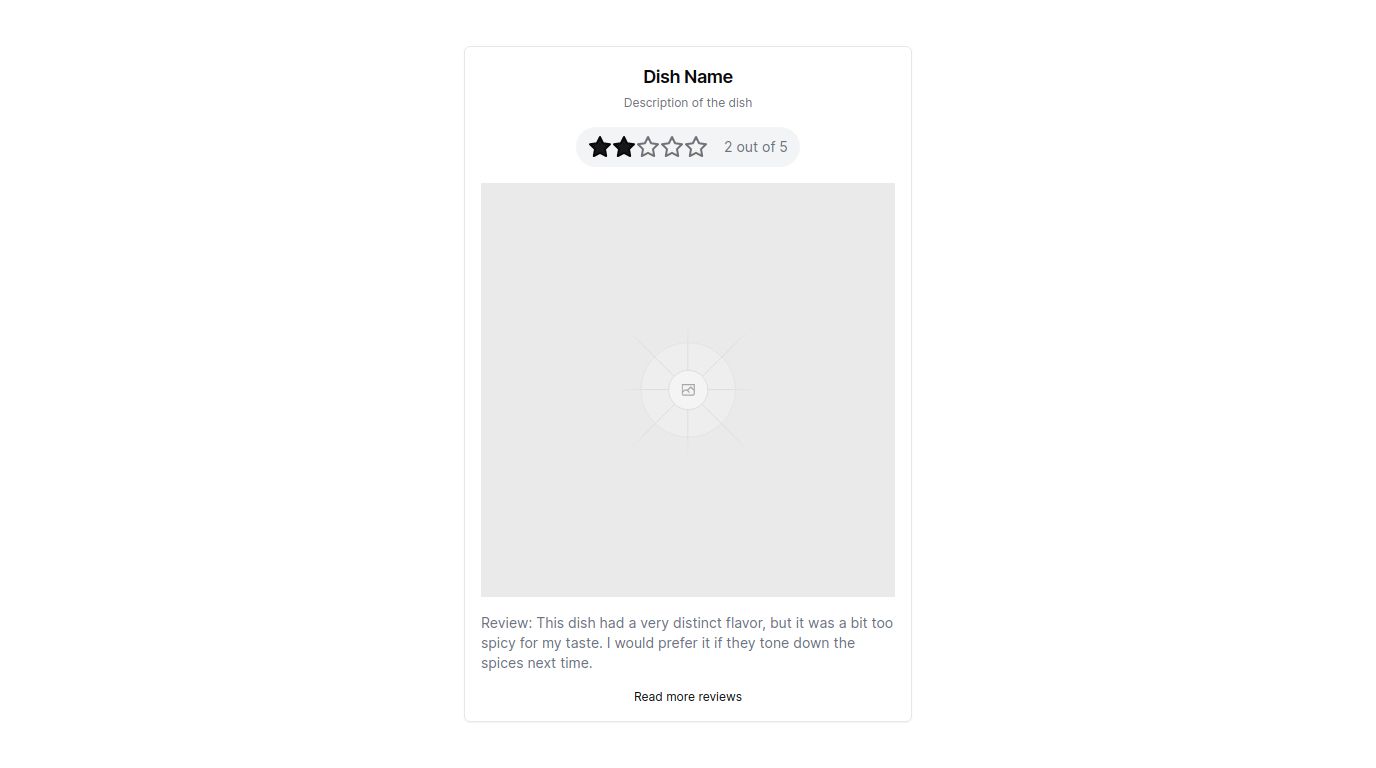 Dish Name
Description of the dish
2 out of 5
Review: This dish had a very distinct flavor, but it was a bit too
spicy for my taste. I would prefer it if they tone down the
spices next time.
Read more reviews